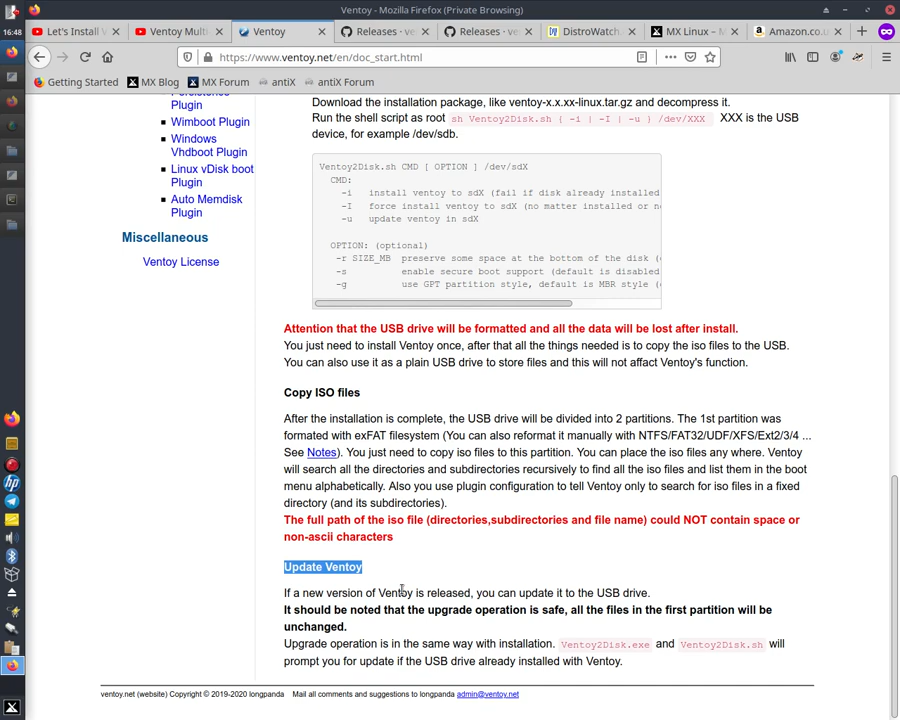 Ventoy - Mozilla Firefox (Private Browsing)
16:48
Let's Install V
Ventoy Multi
Ventoy
Releases · ve
Releases · ve
DistroWatch.
MX Linux – M
Amazon.co.u
https://www.ventoy.net/en/doc_start.html
Getting Started
MX Blog
MX Forum
antiX
antiX Forum
Persistence
Plugin
Wimboot Plugin
Windows
Vhdboot Plugin
Linux vDisk boot
Plugin
Auto Memdisk
Plugin
Miscellaneous
Ventoy License
Download the installation package, like ventoy-x.x.xx-linux.tar.gz and decompress it.
Run the shell script as root sh Ventoy2Disk.sh { -i | -I | -u } /dev/XXX XXX is the USB
device, for example /dev/sdb.
Ventoy2Disk.sh CMD [ OPTION ] /dev/sdX
CMD:
-i install ventoy to sdX (fail if disk already installed
-I force install ventoy to sdX (no matter installed or no
-u update ventoy in sdX
OPTION: (optional)
-r SIZE_MB preserve some space at the bottom of the disk (
-s enable secure boot support (default is disabled
-g use GPT partition style, default is MBR style (
Attention that the USB drive will be formatted and all the data will be lost after install.
You just need to install Ventoy once, after that all the things needed is to copy the iso files to the USB.
You can also use it as a plain USB drive to store files and this will not affact Ventoy's function.
Copy ISO files
After the installation is complete, the USB drive will be divided into 2 partitions. The 1st partition was
formatted with exFAT filesystem (You can also reformat it manually with NTFS/FAT32/UDF/XFS/Ext2/3/4 ...
See Notes). You just need to copy iso files to this partition. You can place the iso files any where. Ventoy
will search all the directories and subdirectories recursively to find all the iso files and list them in the boot
menu alphabetically. Also you use plugin configuration to tell Ventoy only to search for iso files in a fixed
directory (and its subdirectories).
The full path of the iso file (directories,subdirectories and file name) could NOT contain space or
non-ascii characters
Update Ventoy
If a new version of Ventoy is released, you can update it to the USB drive.
It should be noted that the upgrade operation is safe, all the files in the first partition will be
unchanged.
Upgrade operation is in the same way with installation. Ventoy2Disk.exe and Ventoy2Disk.sh will
prompt you for update if the USB drive already installed with Ventoy.
ventoy.net (website) Copyright © 2019-2020 longpanda Mail all comments and suggestions to longpanda admin@ventoy.net